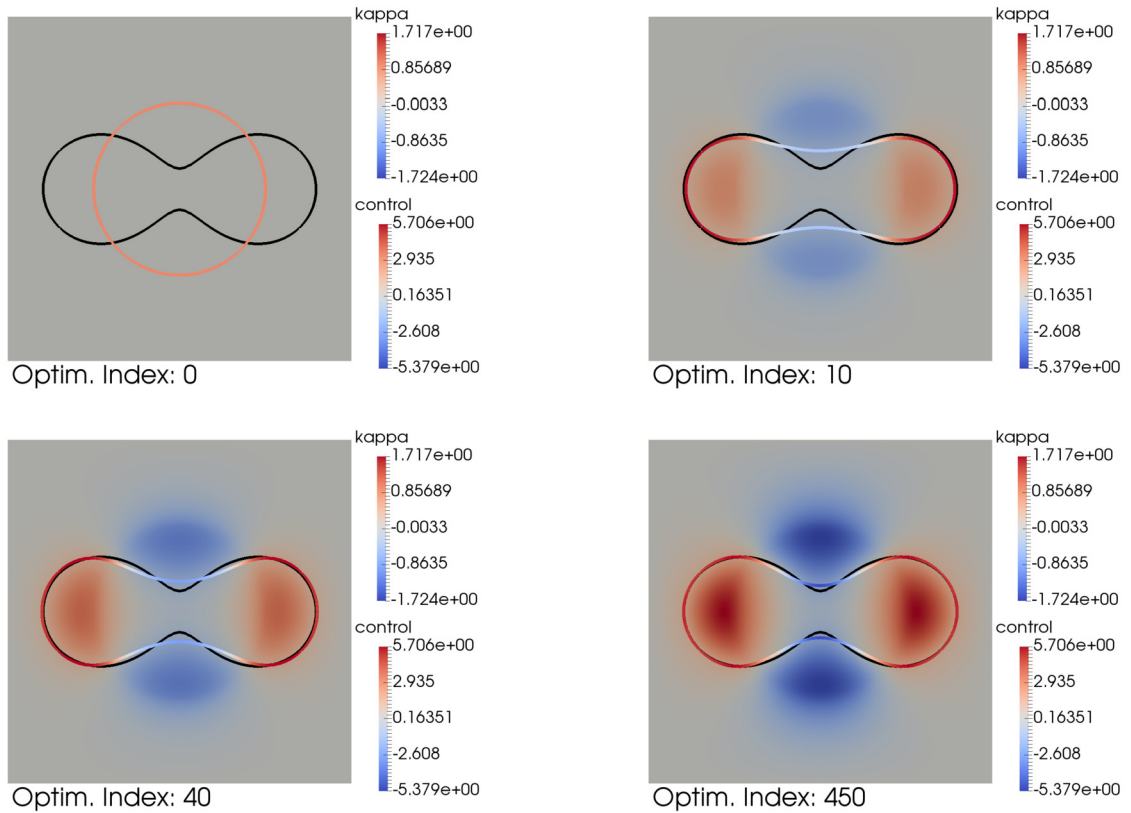 kappa
1.717e+00
0.85689
-0.0033
-0.8635
-1.724e+00
control
5.706e+00
2.935
0.16351
-2.608
-5.379e+00
Optim. Index: 0
kappa
1.717e+00
0.85689
-0.0033
-0.8635
-1.724e+00
control
5.706e+00
2.935
0.16351
-2.608
-5.379e+00
Optim. Index: 10
kappa
1.717e+00
0.85689
-0.0033
-0.8635
-1.724e+00
control
5.706e+00
2.935
0.16351
-2.608
-5.379e+00
Optim. Index: 40
kappa
1.717e+00
0.85689
-0.0033
-0.8635
-1.724e+00
control
5.706e+00
2.935
0.16351
-2.608
-5.379e+00
Optim. Index: 450